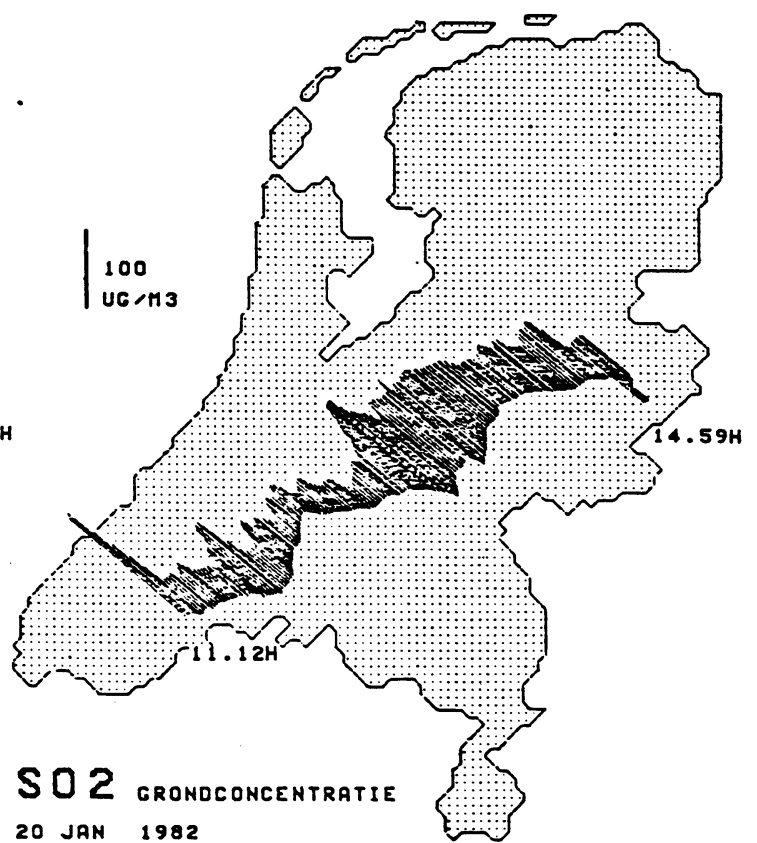 100
UG/M3
H
14.59H
11.12H
SO2 GRONDCONCENTRATIE
20 JAN 1982